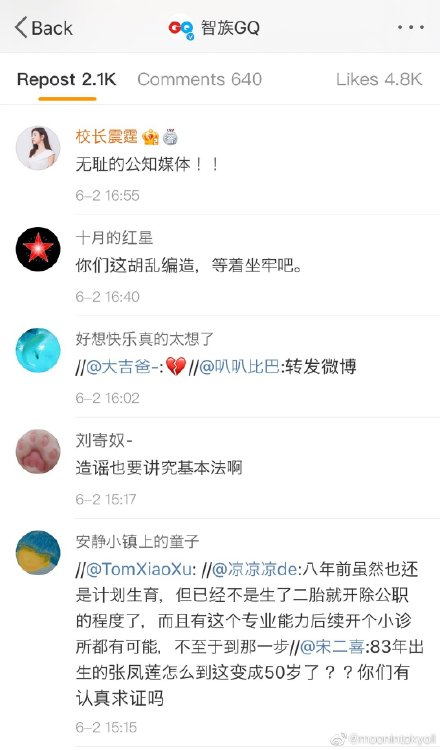 Back
智族GQ
Repost 2.1K Comments 640 Likes 4.8K
校长震霆
无耻的公知媒体！！
6-2 16:55
十月的红星
你们这胡乱编造，等着坐牢吧。
6-2 16:40
好想快乐真的太想了
//@大吉爸-:💔//@叭叭比巴:转发微博
6-2 16:02
刘寄奴-
造谣也要讲究基本法啊
6-2 15:17
安静小镇上的童子
//@TomXiaoXu: //@凉凉凉de:八年前虽然也还
是计划生育，但已经不是生了二胎就开除公职
的程度了，而且有这个专业能力后续开个小诊
所都有可能，不至于到那一步//@宋二喜:83年出
生的张凤莲怎么到这变成50岁了？？你们有
认真求证吗
6-2 15:15